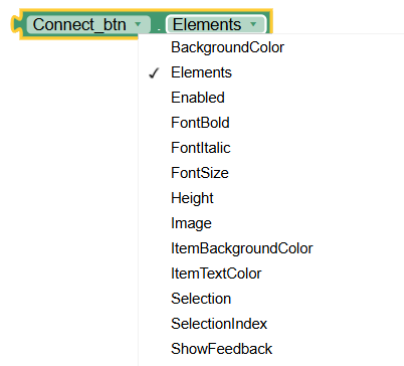 Connect_btn . Elements
BackgroundColor
Elements
Enabled
FontBold
FontItalic
FontSize
Height
Image
ItemBackgroundColor
ItemTextColor
Selection
SelectionIndex
ShowFeedback